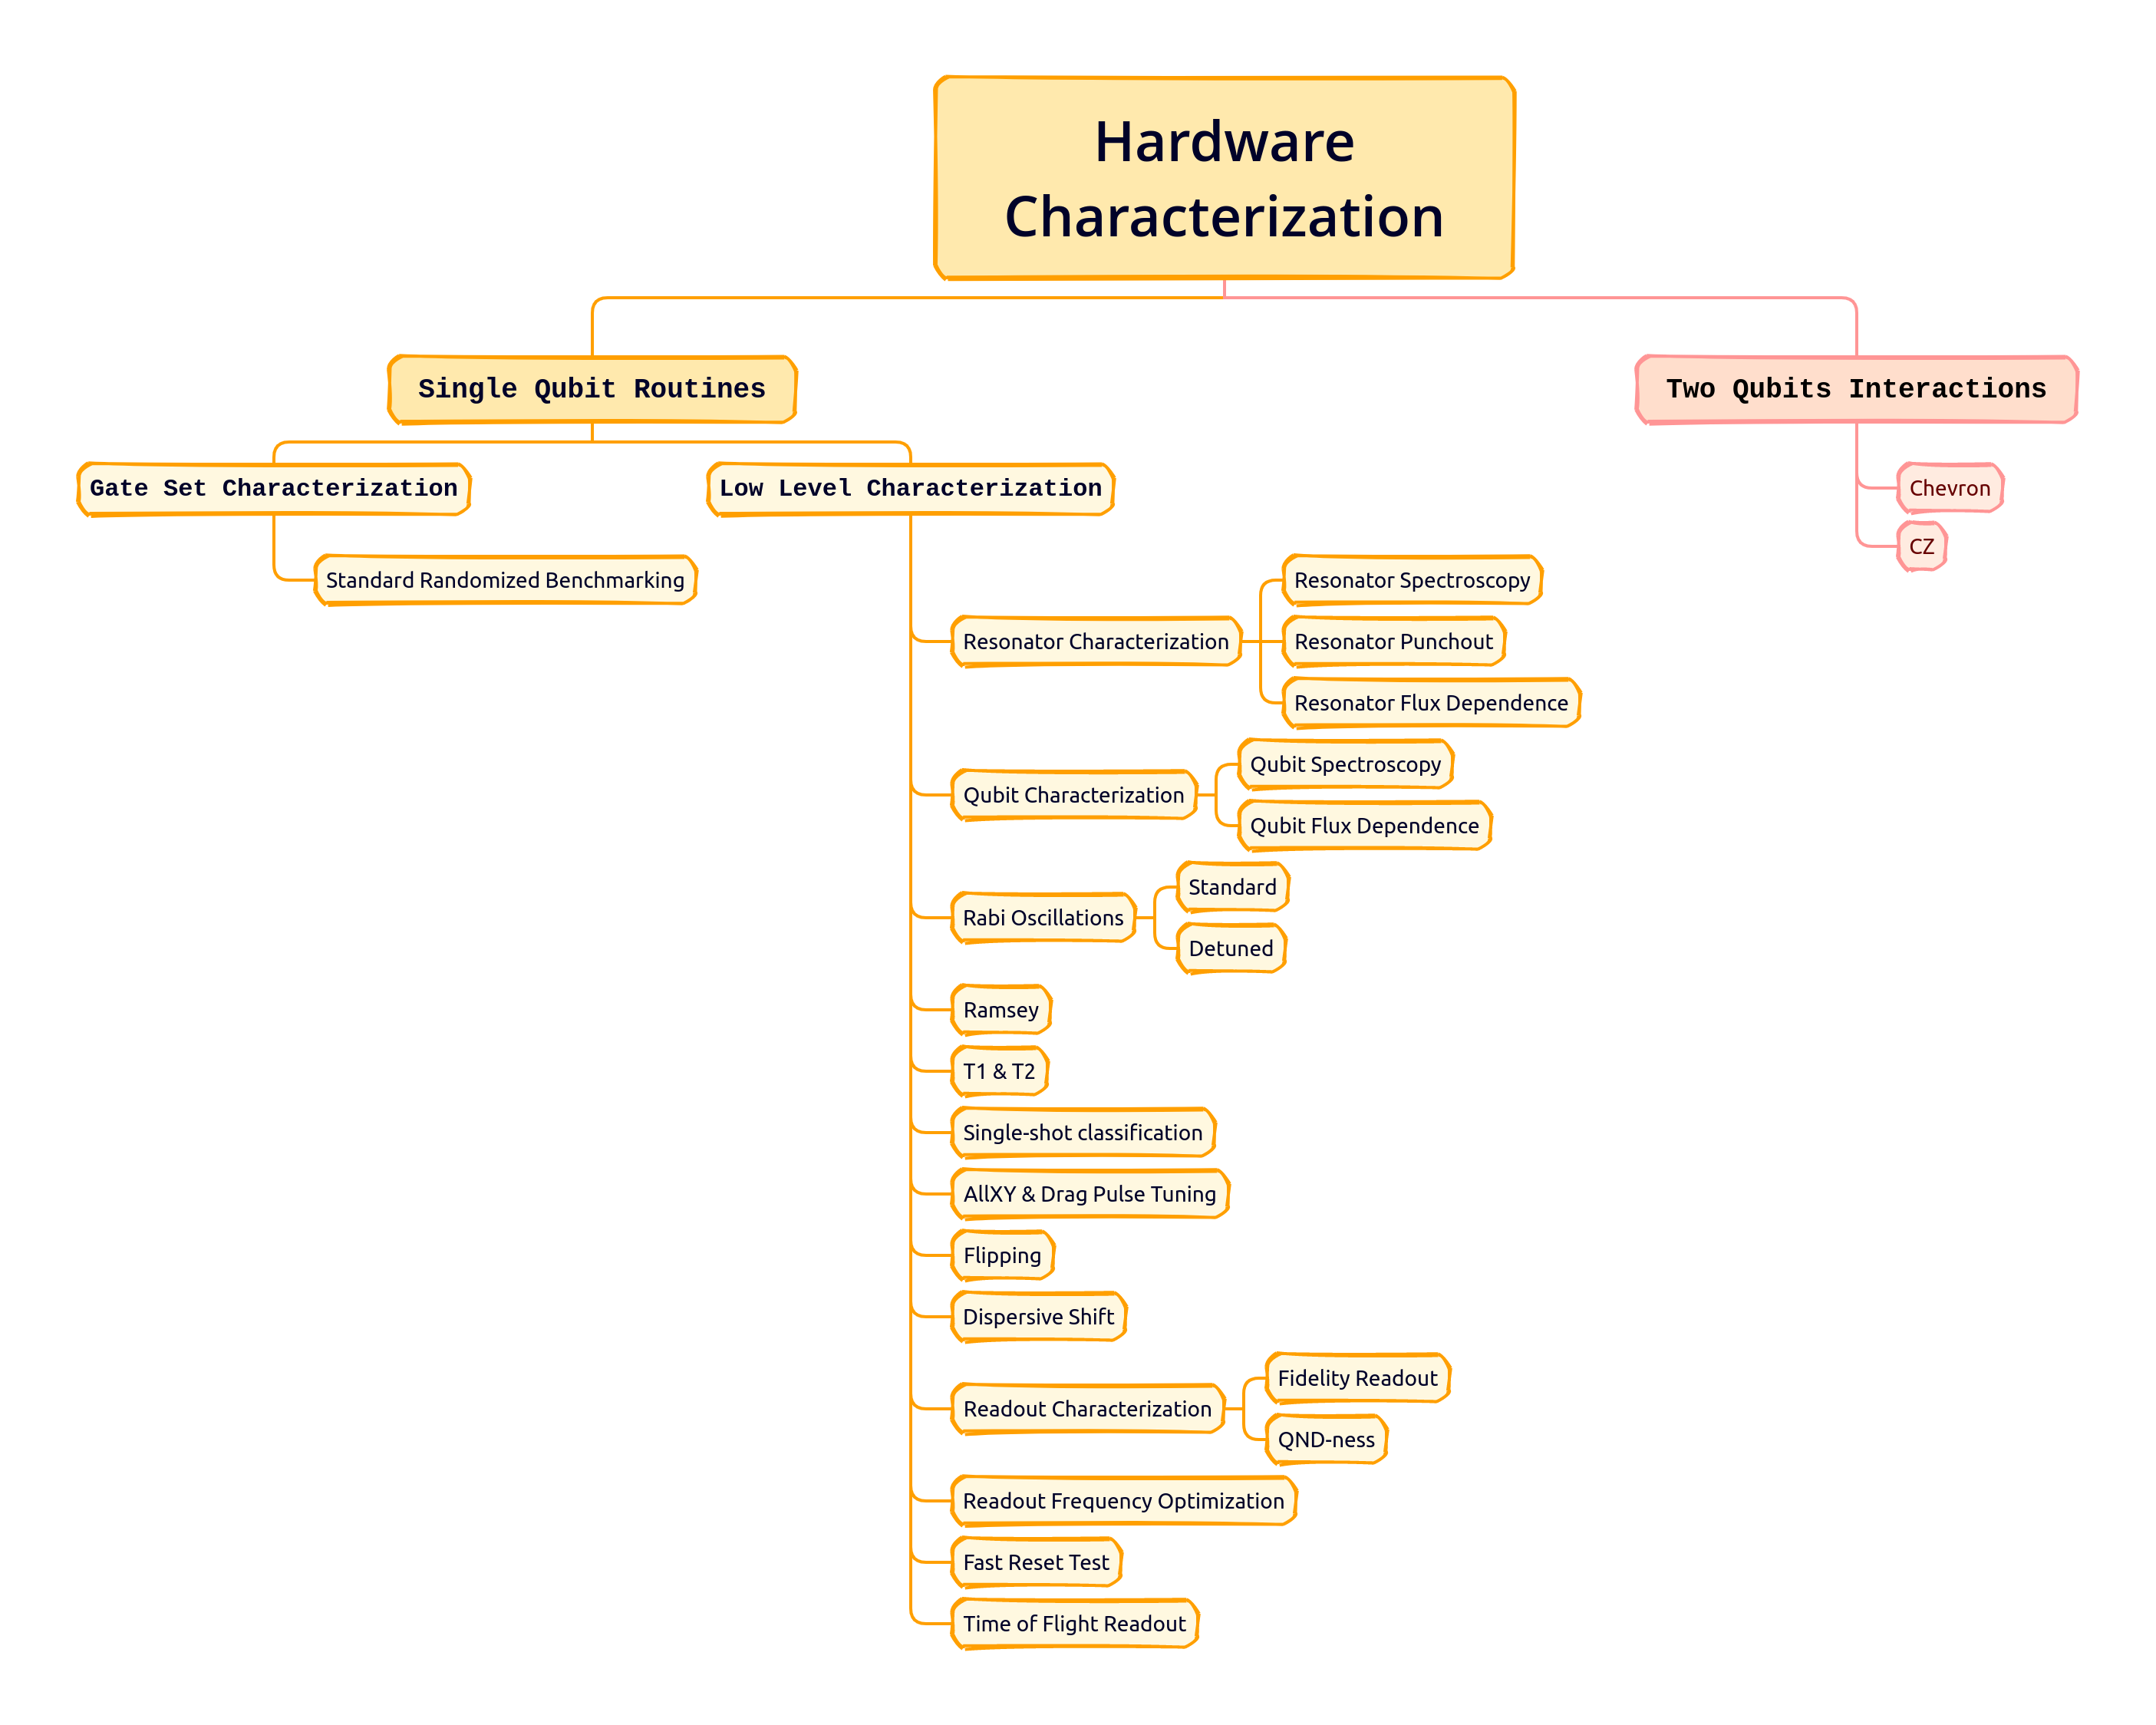 Hardware
Characterization
Single Qubit Routines
Two Qubits Interactions
Gate Set Characterization
Low Level Characterization
Chevron
CZ
Standard Randomized Benchmarking
Resonator Characterization
Resonator Spectroscopy
Resonator Punchout
Resonator Flux Dependence
Qubit Characterization
Qubit Spectroscopy
Qubit Flux Dependence
Rabi Oscillations
Standard
Detuned
Ramsey
T1 & T2
Single-shot classification
AllXY & Drag Pulse Tuning
Flipping
Dispersive Shift
Readout Characterization
Fidelity Readout
QND-ness
Readout Frequency Optimization
Fast Reset Test
Time of Flight Readout